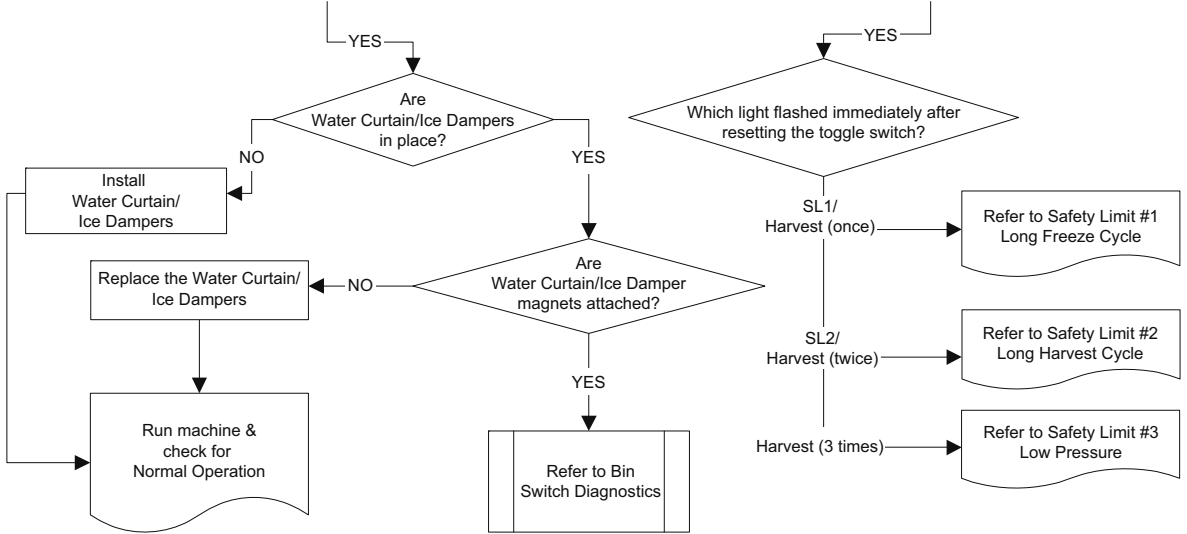 YES
Are
Water Curtain/Ice Dampers
in place?
NO
YES
Install
Water Curtain/
Ice Dampers
Are
Water Curtain/Ice Damper
magnets attached?
NO
Replace the Water Curtain/
Ice Dampers
YES
Run machine &
check for
Normal Operation
Refer to Bin
Switch Diagnostics
YES
Which light flashed immediately after
resetting the toggle switch?
SL1/
Harvest (once)
Refer to Safety Limit #1
Long Freeze Cycle
SL2/
Harvest (twice)
Refer to Safety Limit #2
Long Harvest Cycle
Harvest (3 times)
Refer to Safety Limit #3
Low Pressure